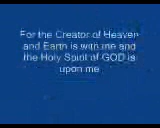 For the Creator of Heaven
and Earth is with me and
the Holy Spirit of GOD is
upon me